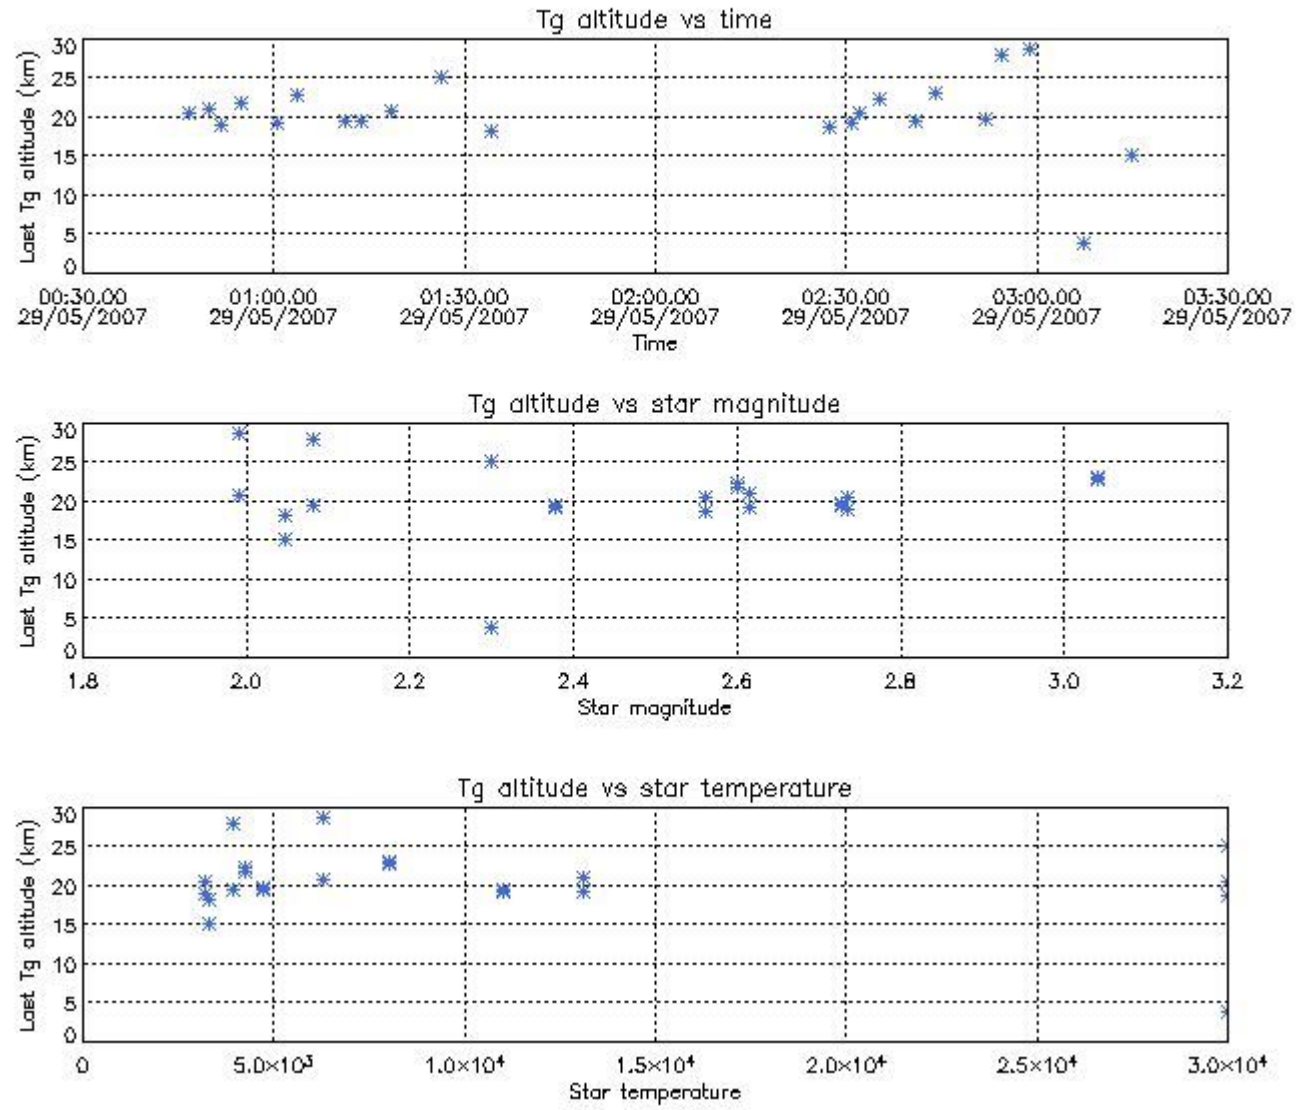 Tg altitude vs time
Last Tg altitude (km)
30
25
20
15
10
5
0
00:30.00 01:00.00 01:30.00 02:00.00 02:30.00 03:00.00 03:30.00
29/05/2007 29/05/2007 29/05/2007 29/05/2007 29/05/2007 29/05/2007 29/05/2007
Time
Tg altitude vs star magnitude
Last Tg altitude (km)
30
25
20
15
10
5
0
1.8 2.0 2.2 2.4 2.6 2.8 3.0 3.2
Star magnitude
Tg altitude vs star temperature
Last Tg altitude (km)
30
25
20
15
10
5
0
0 5.0×10³ 1.0×10⁴ 1.5×10⁴ 2.0×10⁴ 2.5×10⁴ 3.0×10⁴
Star temperature